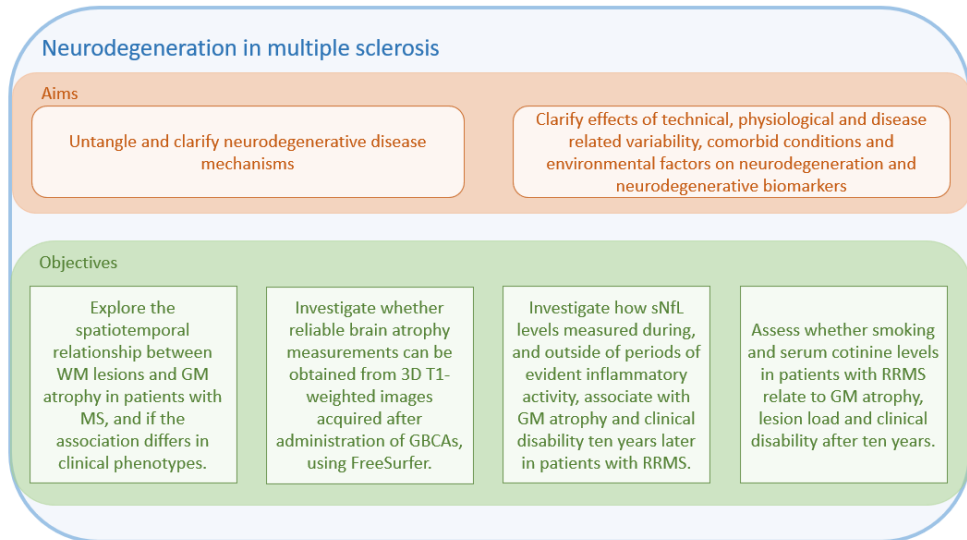 Neurodegeneration in multiple sclerosis
Aims
Untangle and clarify neurodegenerative disease
mechanisms
Clarify effects of technical, physiological and disease
related variability, comorbid conditions and
environmental factors on neurodegeneration and
neurodegenerative biomarkers
Objectives
Explore the
spatiotemporal
relationship between
WM lesions and GM
atrophy in patients with
MS, and if the
association differs in
clinical phenotypes.
Investigate whether
reliable brain atrophy
measurements can be
obtained from 3D T1-
weighted images
acquired after
administration of GBCAs,
using FreeSurfer.
Investigate how sNfL
levels measured during,
and outside of periods of
evident inflammatory
activity, associate with
GM atrophy and clinical
disability ten years later
in patients with RRMS.
Assess whether smoking
and serum cotinine levels
in patients with RRMS
relate to GM atrophy,
lesion load and clinical
disability after ten years.